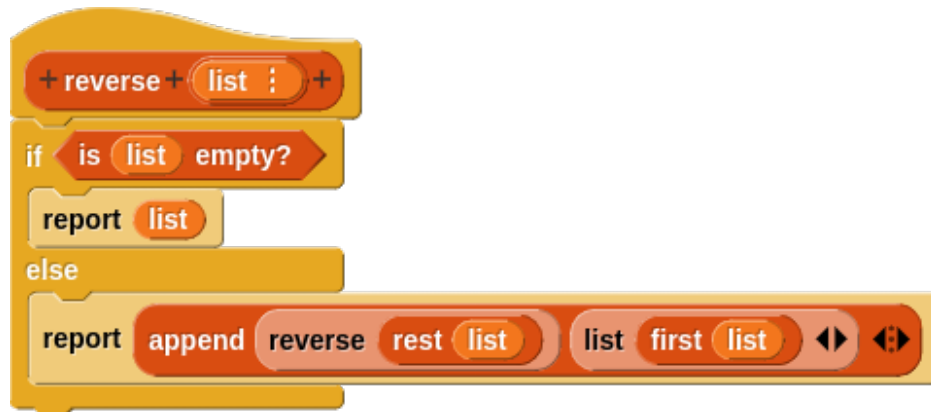 + reverse + list ⋮ +
if is list empty?
report list
else
report append reverse rest list list first list